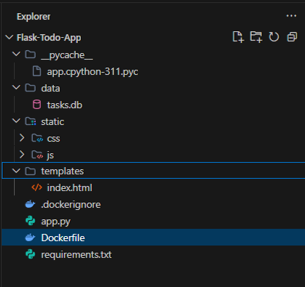 Explorer
Flask-Todo-App
__pycache__
app.cpython-311.pyc
data
tasks.db
static
css
js
templates
index.html
.dockerignore
app.py
Dockerfile
requirements.txt